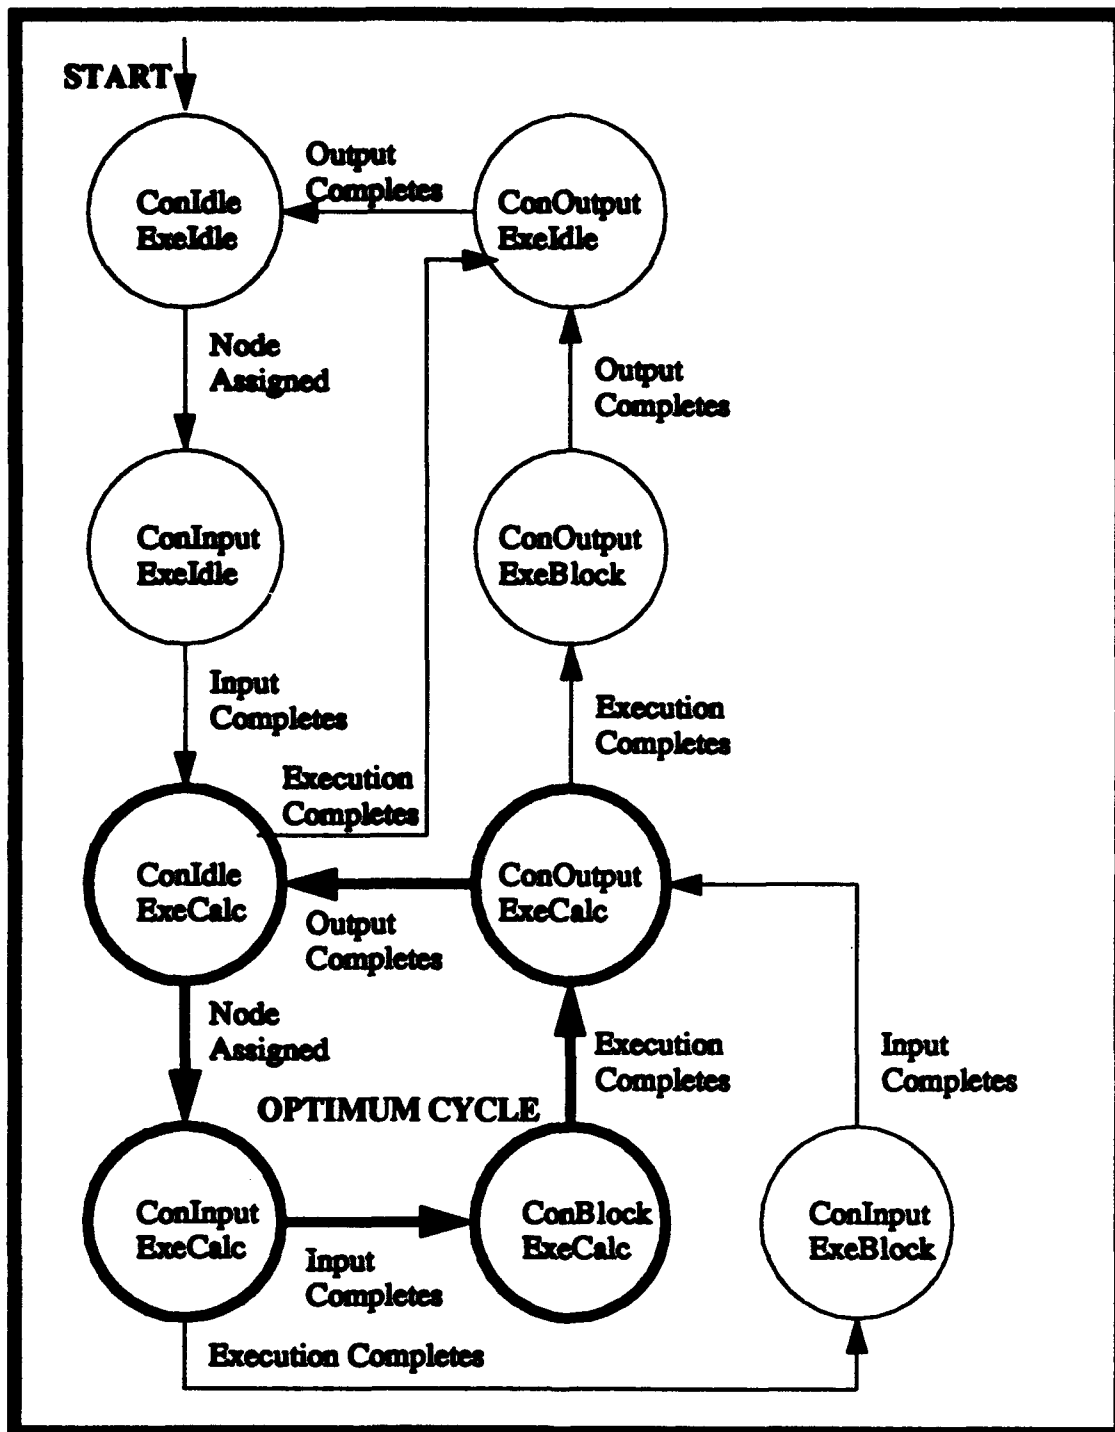 START
ConIdle
ExeIdle
Output
Completes
ConOutput
ExeIdle
Node
Assigned
Output
Completes
ConInput
ExeIdle
ConOutput
ExeBlock
Input
Completes
Execution
Completes
Execution
Completes
ConIdle
ExeCalc
Output
Completes
ConOutput
ExeCalc
Node
Assigned
Execution
Completes
Input
Completes
OPTIMUM CYCLE
ConInput
ExeCalc
Input
Completes
ConBlock
ExeCalc
ConInput
ExeBlock
Execution Completes